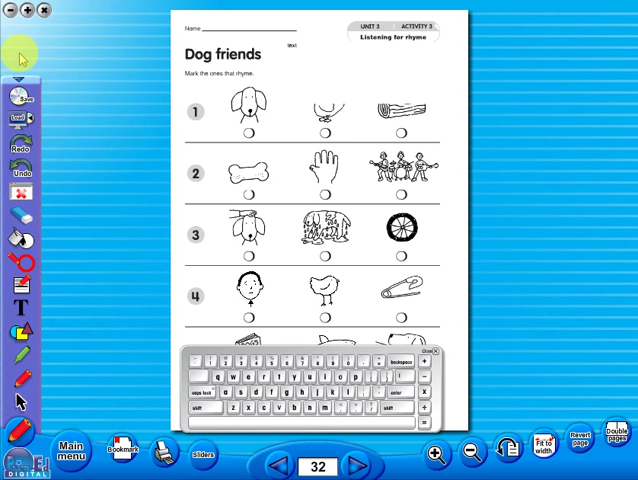 Name
UNIT 3 ACTIVITY 3
Listening for rhyme
text
Dog friends
Mark the ones that rhyme.
1
2
3
4
Save
Load
Redo
Undo
T
Close
backspace
q w e r t y u i o p
caps lock a s d f g h j k l
shift z x c v b n m shift
Main menu
Bookmark
Sliders
32
Fit to width
Revert page
Double pages
DIGITAL